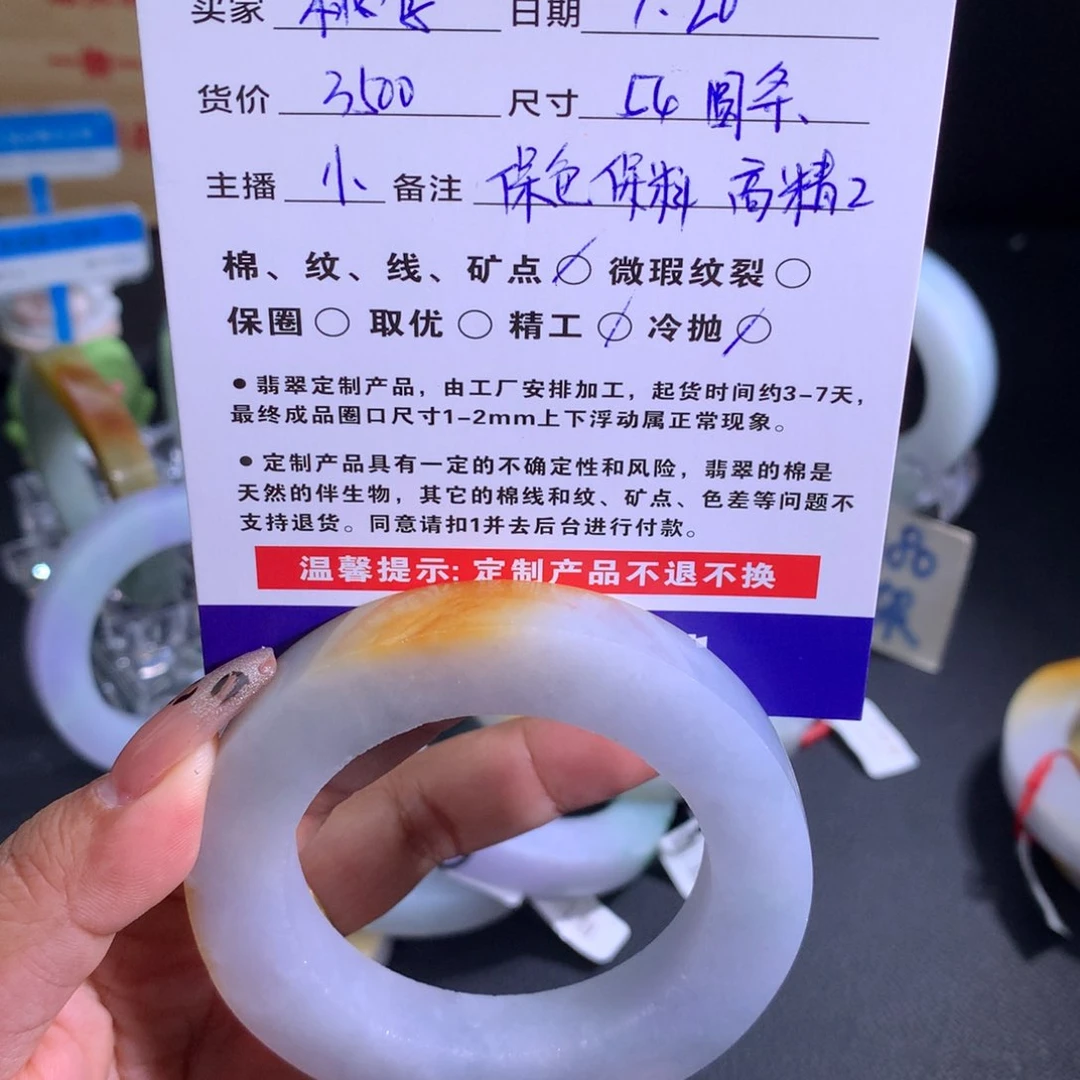 买家 日期 7.20
货价 3500 尺寸 54 圆条、
主播 小 备注 保色保料 高精2
棉、纹、线、矿点 微瑕纹裂
保圈 取优 精工 冷抛
● 翡翠定制产品，由工厂安排加工，起货时间约3-7天，
最终成品圈口尺寸1-2mm上下浮动属正常现象。
● 定制产品具有一定的不确定性和风险，翡翠的棉是
天然的伴生物，其它的棉线和纹、矿点、色差等问题不
支持退货。同意请扣1并去后台进行付款。
温馨提示: 定制产品不退不换
80